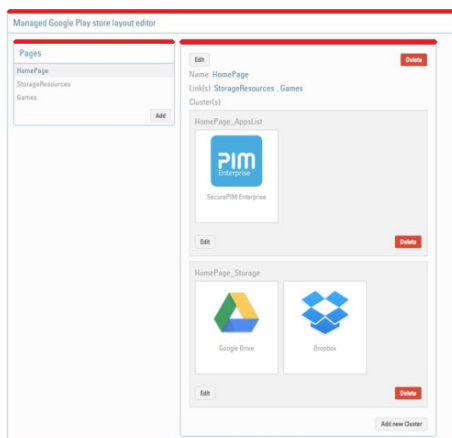 Managed Google Play store layout editor
Pages
HomePage
StorageResources
Games
Add
Edit
Delete
Name: HomePage
Link(s): StorageResources , Games
Cluster(s)
HomePage_AppsList
PIM
Enterprise
SecurePIM Enterprise
Edit
Delete
HomePage_Storage
Google Drive
Dropbox
Edit
Delete
Add new Cluster